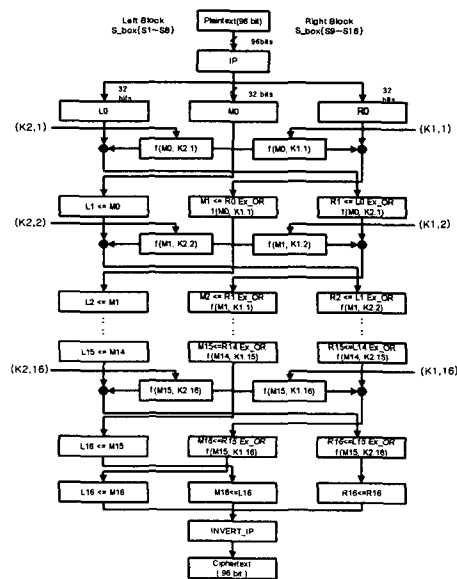 Left Block
S_box{S1~S8}
Plaintext(96 bit)
Right Block
S_box{S9~S16}
96bits
IP
32
bits
32 bits
32
bits
L0
M0
R0
(K2,1)
(K1,1)
f(M0, K2.1)
f(M0, K1.1)
L1 <= M0
M1 <= R0 Ex_OR
f(M0, K1.1)
R1 <= L0 Ex_OR
f(M0, K2.1)
(K2,2)
(K1,2)
f(M1, K2.2)
f(M1, K1.2)
L2 <= M1
M2 <= R1 Ex_OR
f(M1, K1.1)
R2 <= L1 Ex_OR
f(M1, K2.2)
L15 <= M14
M15<=R14 Ex_OR
f(M14, K1.15)
R15<=L14 Ex_OR
f(M14, K2.15)
(K2,16)
(K1,16)
f(M15, K2.16)
f(M15, K1.16)
L16 <= M15
M16<=R15 Ex_OR
f(M15, K1.16)
R16<=L15 Ex_OR
f(M15, K2.16)
L16 <= M16
M16<=L16
R16<=R16
INVERT_IP
Ciphertext
( 96 bit )